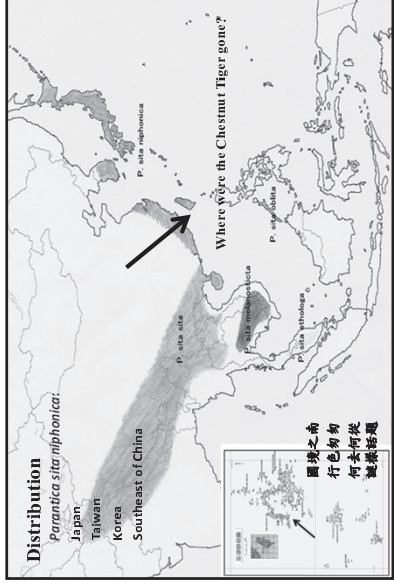 Distribution
Parantica sita niphonica:
Japan
Taiwan
Korea
Southeast of China
P. sita niphonica
P. sita sita
P. sita melanosticta
P. sita ethologa
P. sita oblita
Where were the Chestnut Tiger gone?
國境之南
行色匆匆
何去何從
謎樣話題